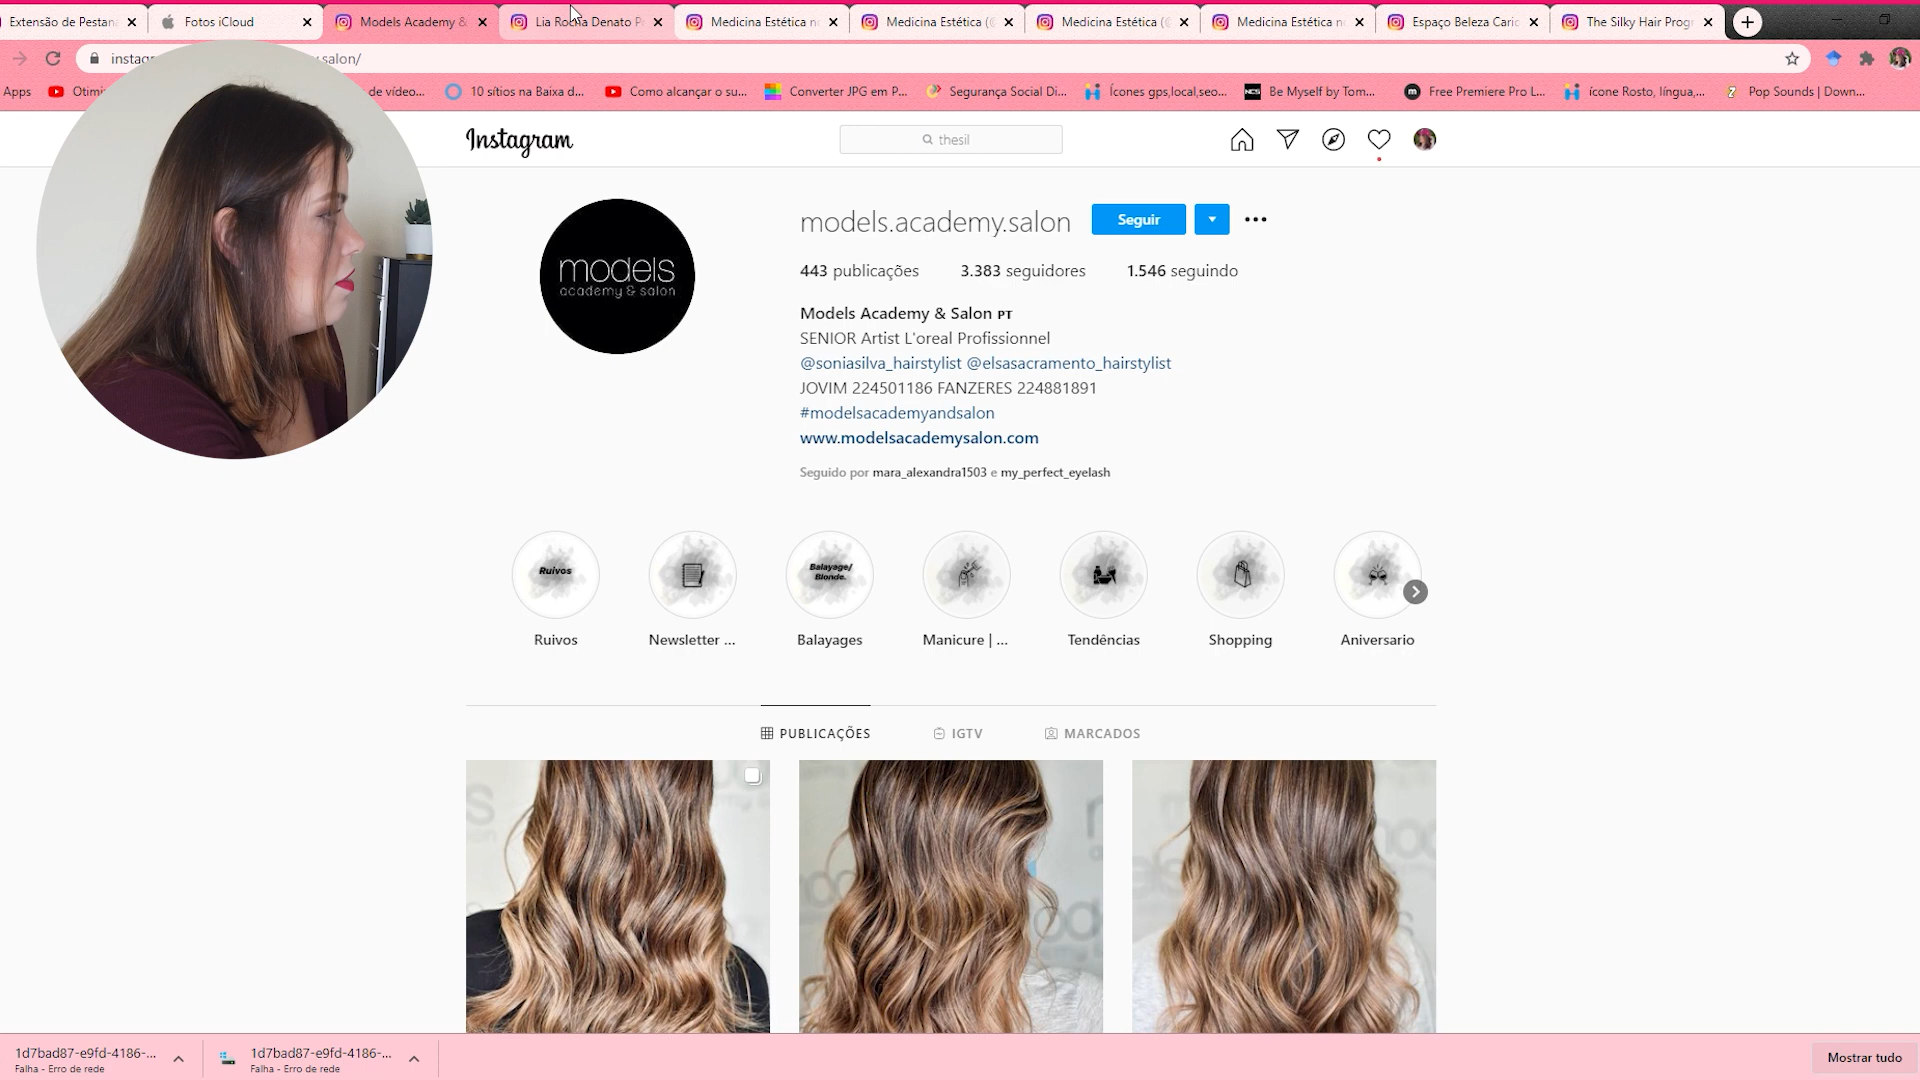 Extensão de Pestan
Fotos iCloud
Models Academy &
Lia Rocha Denato P
Medicina Estética n
Medicina Estética (@
Medicina Estética (@
Medicina Estética n
Espaço Beleza Cario
The Silky Hair Prog
salon/
Apps
Otimi
de vídeo...
10 sítios na Baixa d...
Como alcançar o su...
Converter JPG em P...
Segurança Social Di...
Ícones gps,local,seo...
NCS
Be Myself by Tom...
Free Premiere Pro L...
ícone Rosto, língua,...
Pop Sounds | Down...
Instagram
thesil
models.academy.salon
Seguir
443 publicações
3.383 seguidores
1.546 seguindo
models
academy & salon
Models Academy & Salon PT
SENIOR Artist L'oreal Profissionnel
@soniasilva_hairstylist @elsasacramento_hairstylist
JOVIM 224501186 FANZERES 224881891
#modelsacademyandsalon
www.modelsacademysalon.com
Seguido por mara_alexandra1503 e my_perfect_eyelash
Ruivos
Balayage/
Blonde.
Ruivos
Newsletter ...
Balayages
Manicure | ...
Tendências
Shopping
Aniversario
PUBLICAÇÕES
IGTV
MARCADOS
1d7bad87-e9fd-4186-...
Falha - Erro de rede
1d7bad87-e9fd-4186-...
Falha - Erro de rede
Mostrar tudo